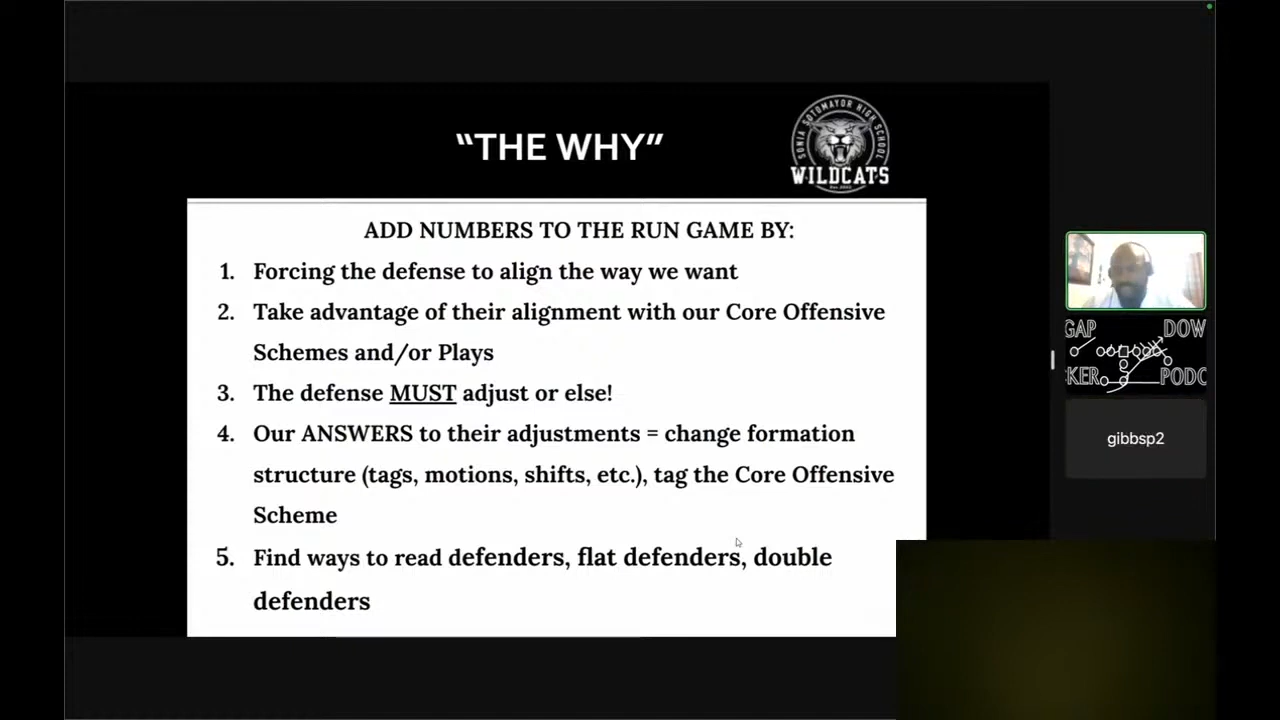 "THE WHY"
SONIA SOTOMAYOR HIGH SCHOOL
WILDCATS
ADD NUMBERS TO THE RUN GAME BY:
1. Forcing the defense to align the way we want
2. Take advantage of their alignment with our Core Offensive
Schemes and/or Plays
3. The defense MUST adjust or else!
4. Our ANSWERS to their adjustments = change formation
structure (tags, motions, shifts, etc.), tag the Core Offensive
Scheme
5. Find ways to read defenders, flat defenders, double
defenders
GAP DOW
KER PODC
gibbsp2